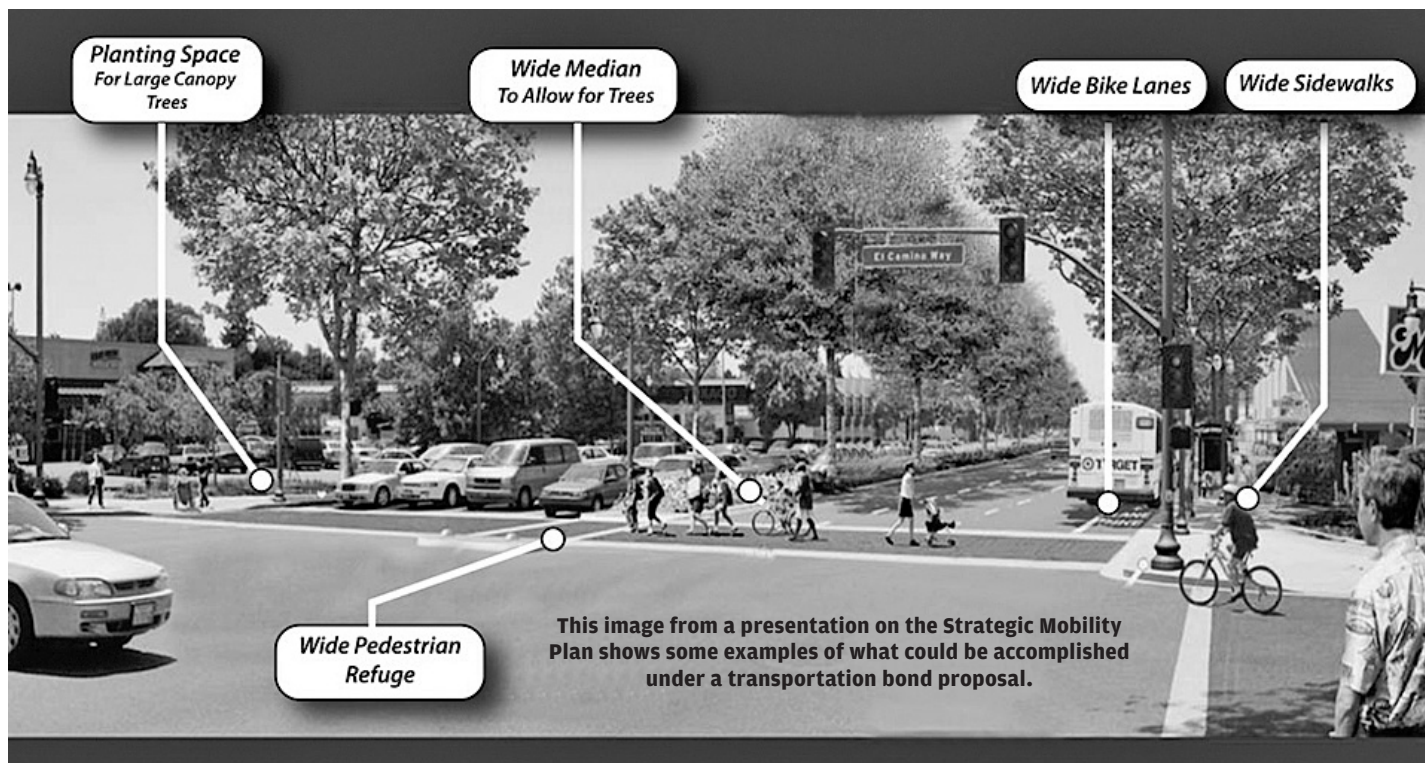 Planting Space
For Large Canopy
Trees
Wide Median
To Allow for Trees
Wide Bike Lanes
Wide Sidewalks
El Camino Way
TARGET
Wide Pedestrian
Refuge
This image from a presentation on the Strategic Mobility
Plan shows some examples of what could be accomplished
under a transportation bond proposal.